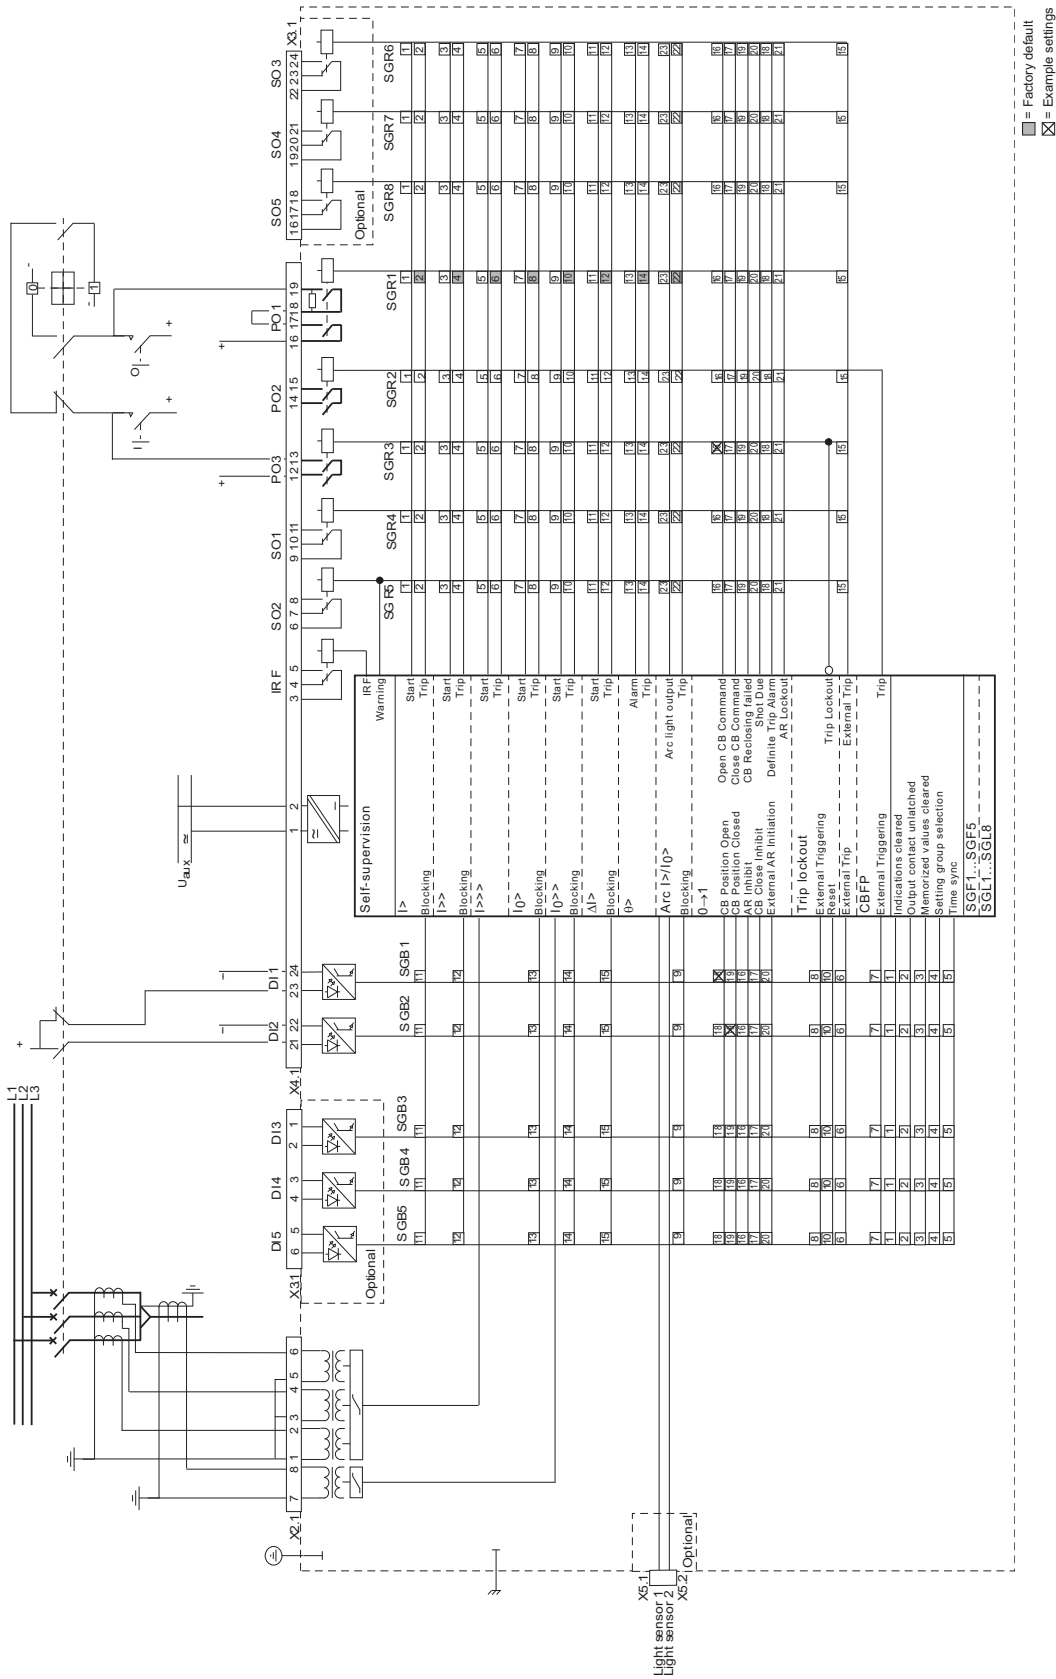 L1
L2
L3
+
DI1
DI2
24
23
22
21
X4.1
DI3
DI4
DI5
1
2
3
4
5
6
X3.1
Optional
SGB1
SGB2
SGB3
SGB4
SGB5
Uaux
1
2
IRF
3 4 5
SO2
6 7 8
SO1
9 10 11
PO3
12 13
PO2
14 15
PO1
16 17 18 19
SO5
16 17 18
SO4
19 20 21
SO3
22 23 24
X3.1
Optional
SGR5
SGR4
SGR3
SGR2
SGR1
SGR8
SGR7
SGR6
Self-supervision
IRF
Warning
I>
Start
Blocking
Trip
I>>
Start
Blocking
Trip
I>>>
Start
Trip
I0>
Start
Blocking
Trip
I0>>
Start
Blocking
Trip
ΔI>
Start
Blocking
Trip
θ>
Alarm
Trip
Arc I>/I0>
Arc light output
Blocking
Trip
0→1
CB Position Open
Open CB Command
CB Position Closed
Close CB Command
AR Inhibit
CB Reclosing failed
CB Close Inhibit
Shot Due
External AR Initiation
Definite Trip Alarm
AR Lockout
Trip lockout
External Triggering
Reset
Trip Lockout
External Trip
External Trip
CBFP
External Triggering
Trip
Indications cleared
Output contact unlatched
Memorized values cleared
Setting group selection
Time sync
SGF1...SGF5
SGL1...SGL8
X2.1
7 8 1 2 3 4 5 6
X5.1
Light sensor 1
Light sensor 2
X5.2
Optional
= Factory default
= Example settings